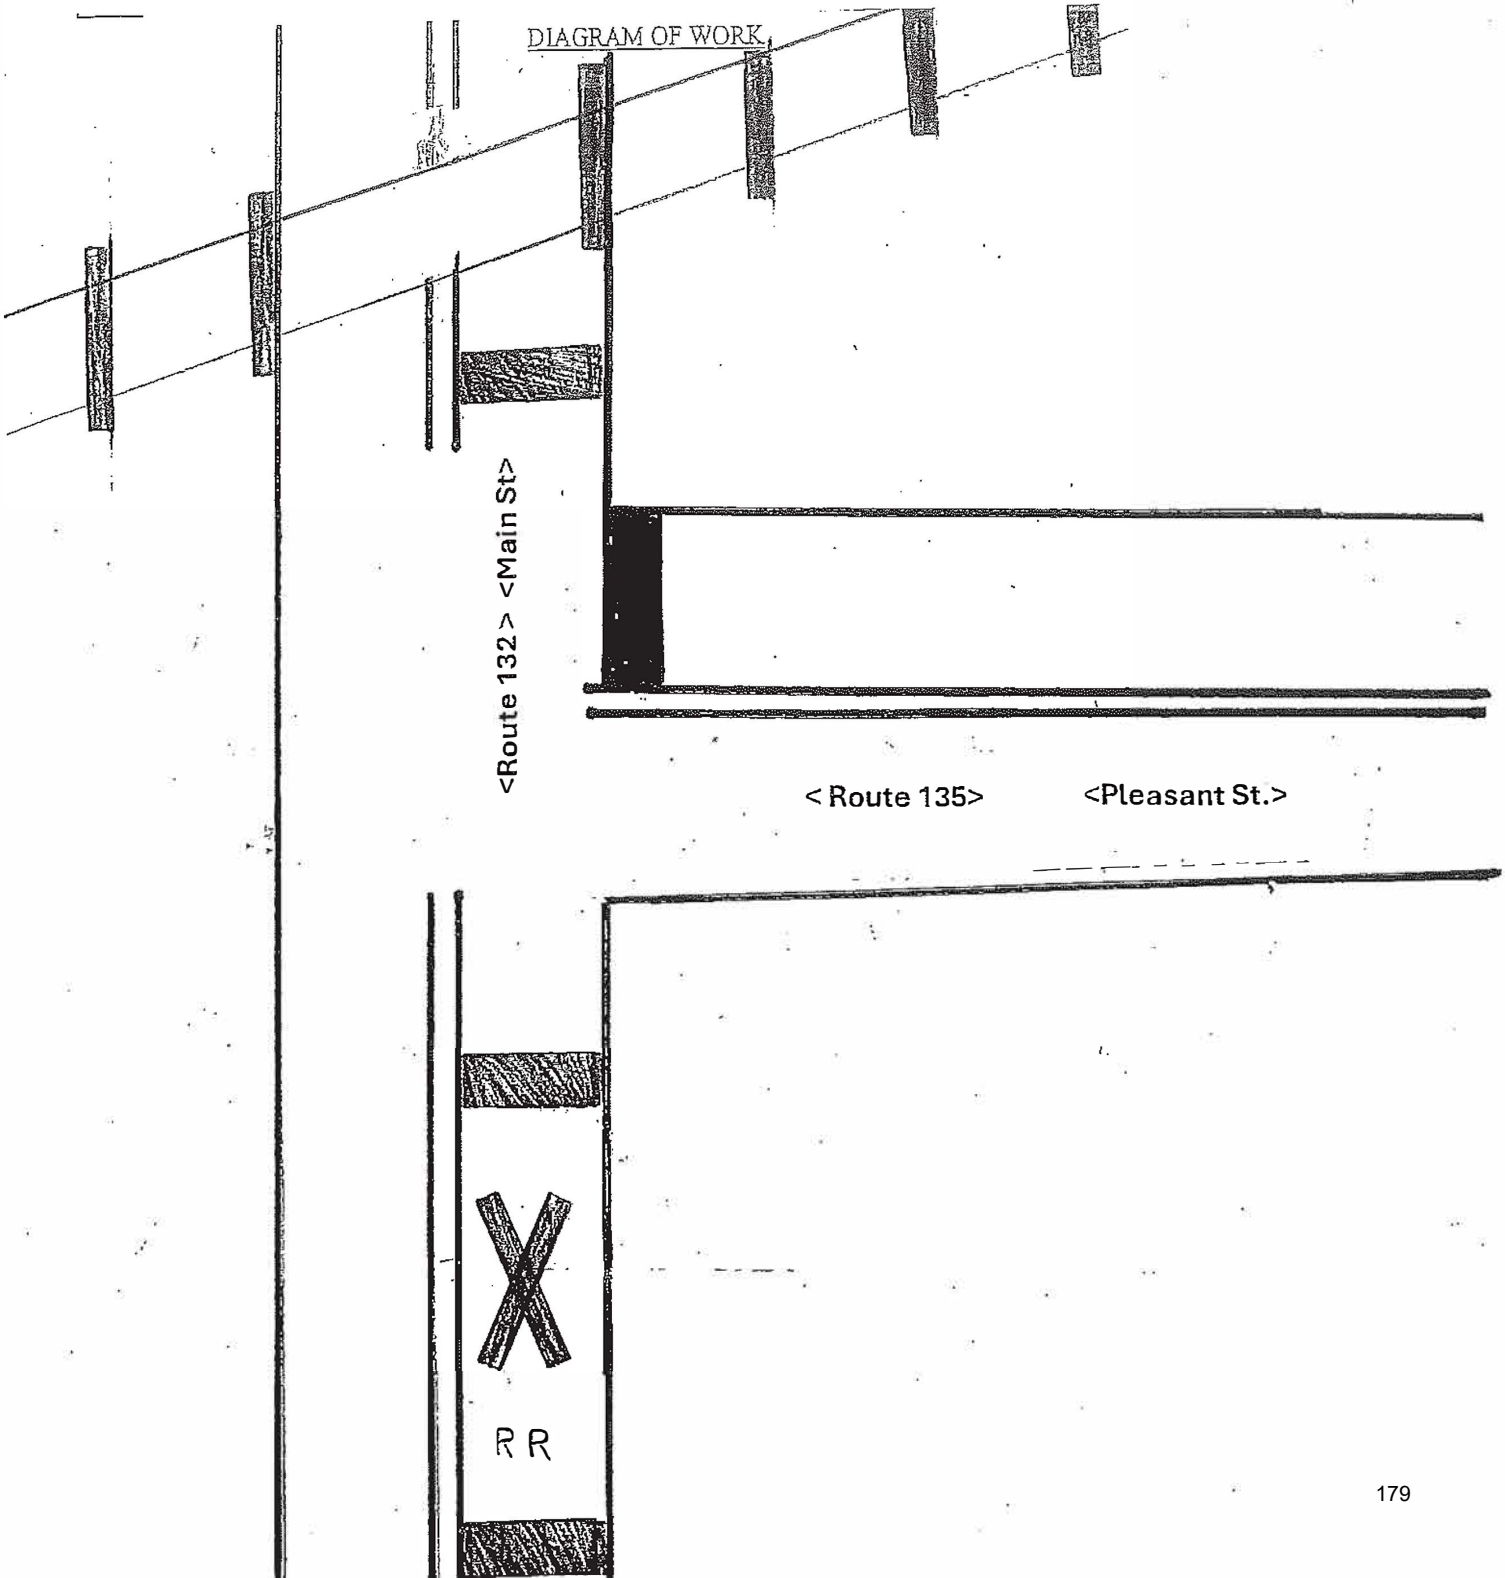 DIAGRAM OF WORK
<Route 132> <Main St>
<Route 135> <Pleasant St.>
X
RR
179